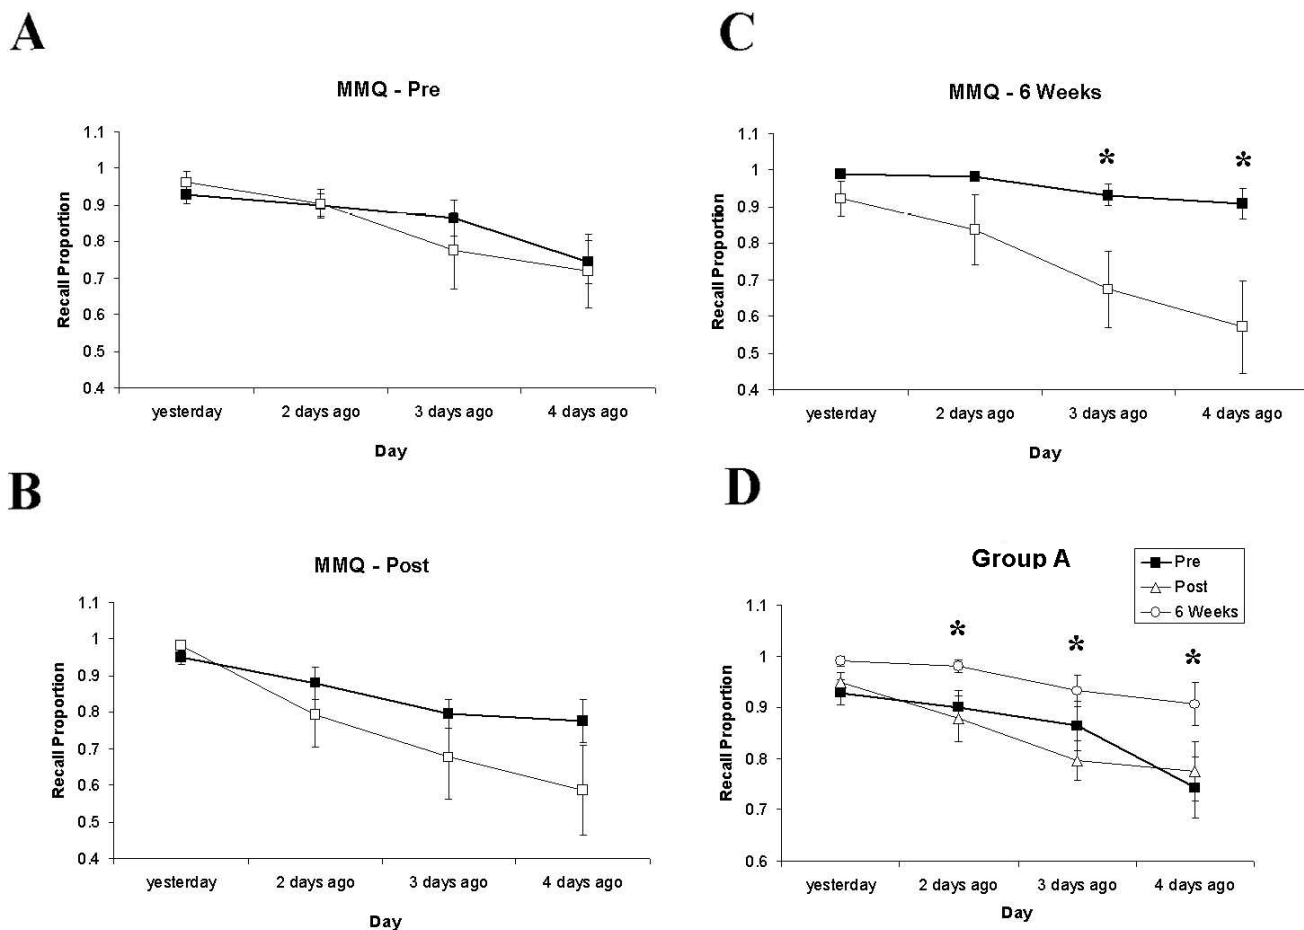 A
MMQ - Pre
1.1
1
0.9
0.8
0.7
0.6
0.5
0.4
Recall Proportion
yesterday 2 days ago 3 days ago 4 days ago
Day
B
MMQ - Post
1.1
1
0.9
0.8
0.7
0.6
0.5
0.4
Recall Proportion
yesterday 2 days ago 3 days ago 4 days ago
Day
C
MMQ - 6 Weeks
1.1
1
0.9
0.8
0.7
0.6
0.5
0.4
Recall Proportion
* *
yesterday 2 days ago 3 days ago 4 days ago
Day
D
Group A
Pre
Post
6 Weeks
1.1
1
0.9
0.8
0.7
0.6
Recall Proportion
* * *
yesterday 2 days ago 3 days ago 4 days ago
Day